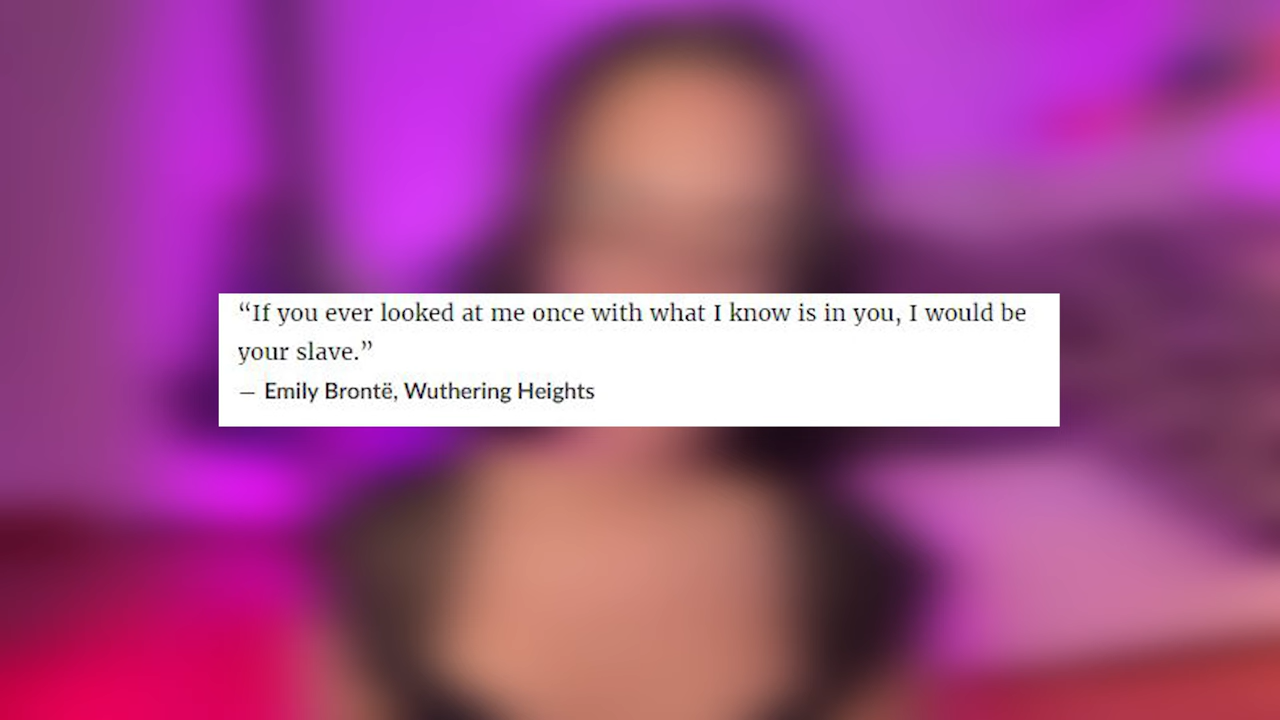 “If you ever looked at me once with what I know is in you, I would be
your slave.”
― Emily Brontë, Wuthering Heights